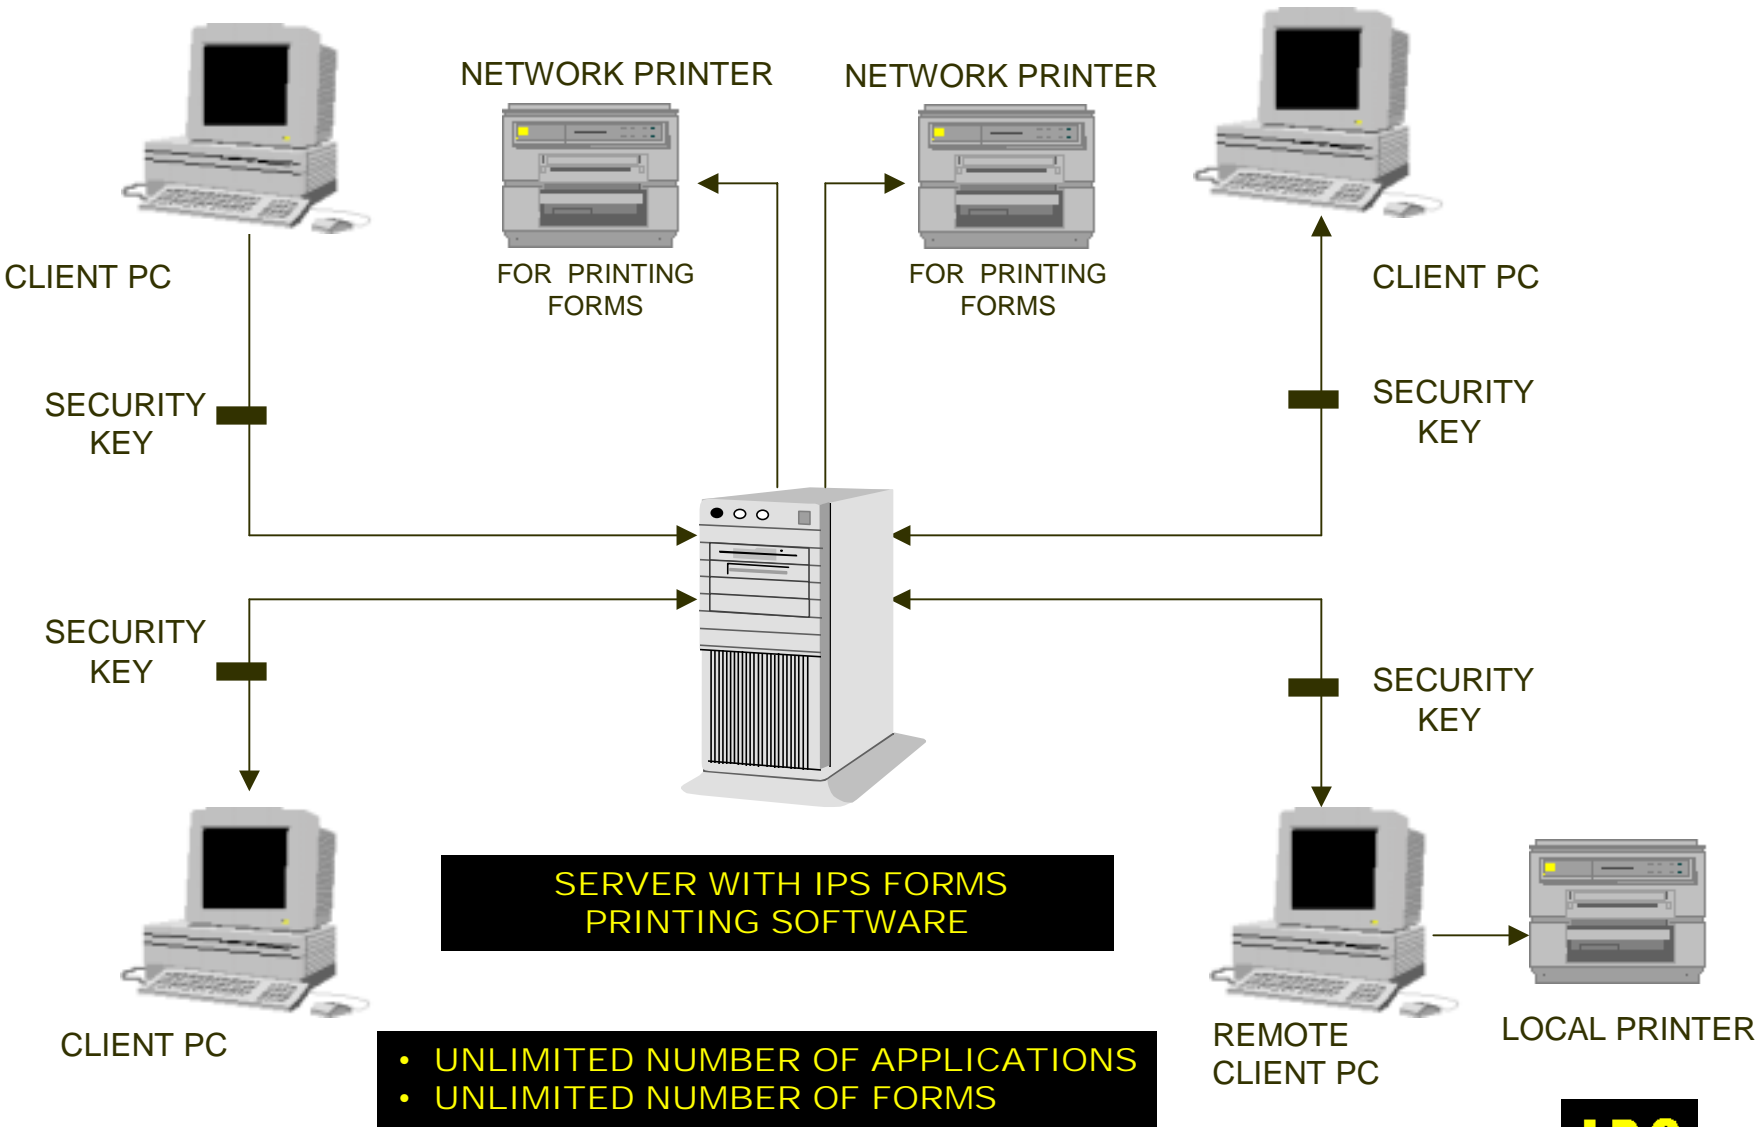 NETWORK PRINTER
NETWORK PRINTER
CLIENT PC
FOR PRINTING
FORMS
FOR PRINTING
FORMS
CLIENT PC
SECURITY
KEY
SECURITY
KEY
SECURITY
KEY
SECURITY
KEY
SERVER WITH IPS FORMS
PRINTING SOFTWARE
CLIENT PC
REMOTE
CLIENT PC
LOCAL PRINTER
• UNLIMITED NUMBER OF APPLICATIONS
• UNLIMITED NUMBER OF FORMS